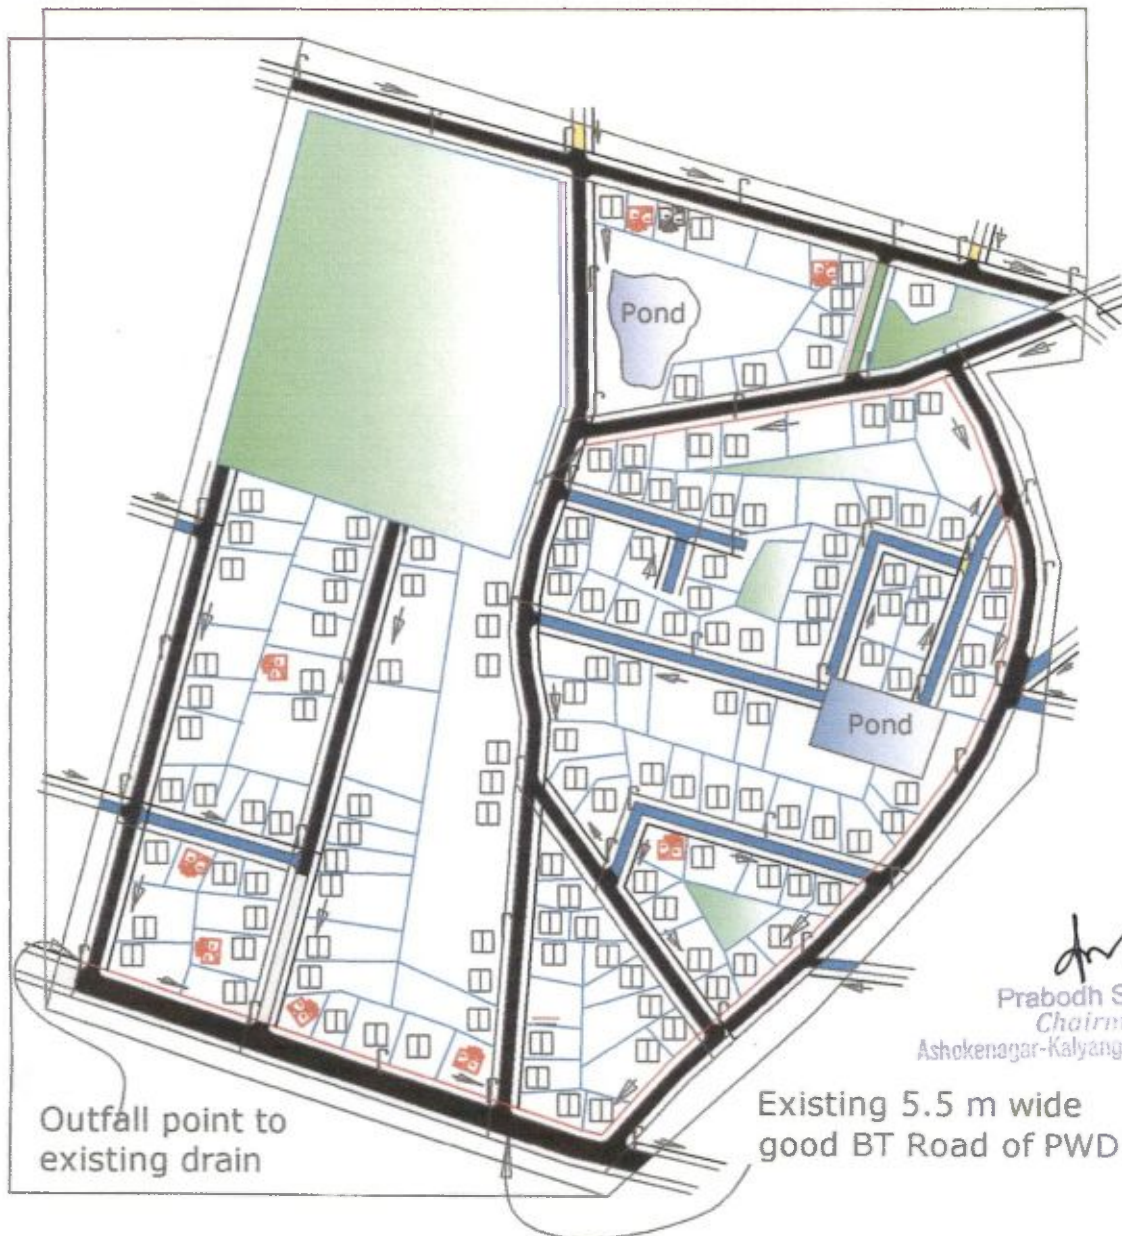 Pond
Pond
Prabodh S
Chairm
Ashokenagar-Kalyang
Outfall point to
existing drain
Existing 5.5 m wide
good BT Road of PWD